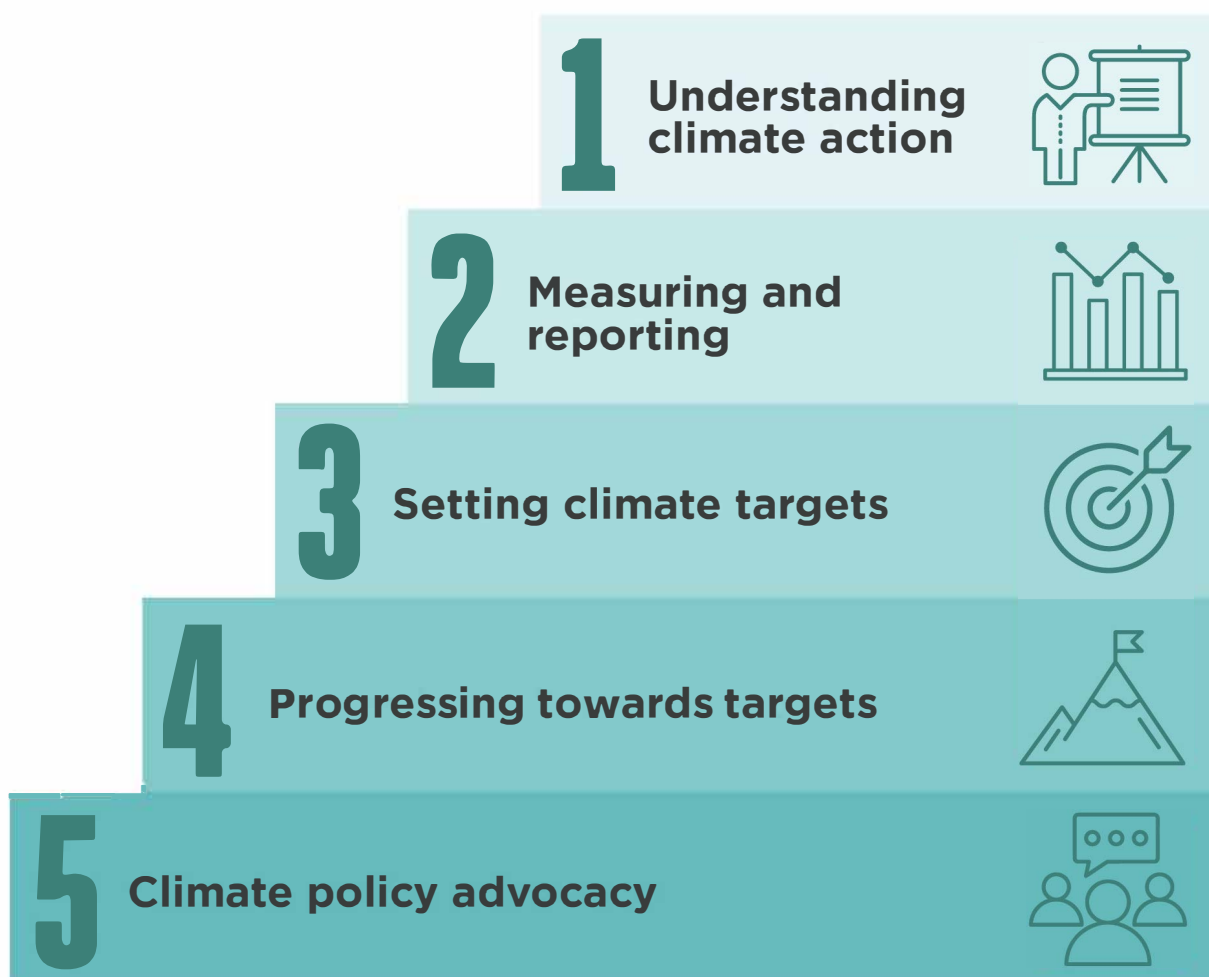 1
Understanding
climate action
2
Measuring and
reporting
3
Setting climate targets
4
Progressing towards targets
5
Climate policy advocacy